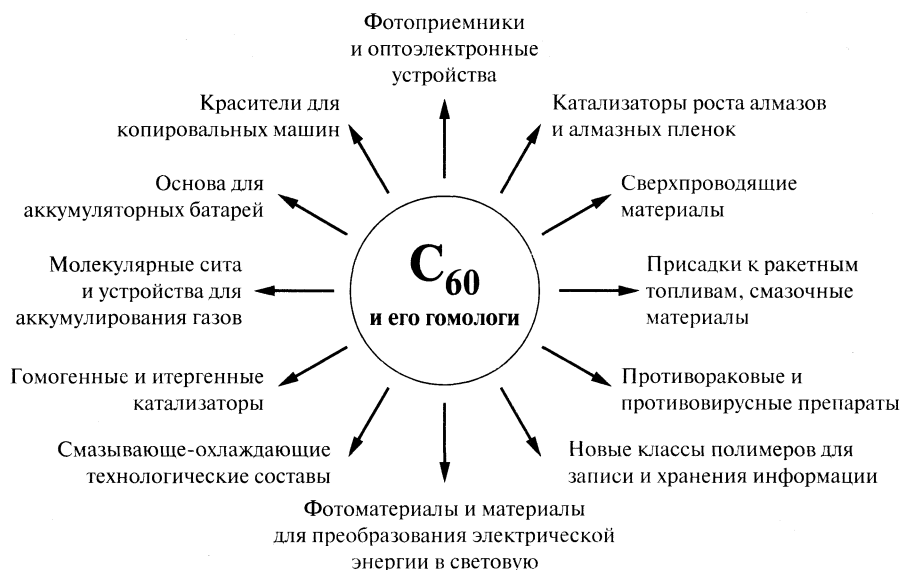 Фотоприемники
и оптоэлектронные
устройства
Красители для
копировальных машин
Катализаторы роста алмазов
и алмазных пленок
Основа для
аккумуляторных батарей
Сверхпроводящие
материалы
Молекулярные сита
и устройства для
аккумулирования газов
C60
и его гомологи
Присадки к ракетным
топливам, смазочные
материалы
Гомогенные и итергенные
катализаторы
Противораковые и
противовирусные препараты
Смазывающе-охлаждающие
технологические составы
Новые классы полимеров для
записи и хранения информации
Фотоматериалы и материалы
для преобразования электрической
энергии в световую